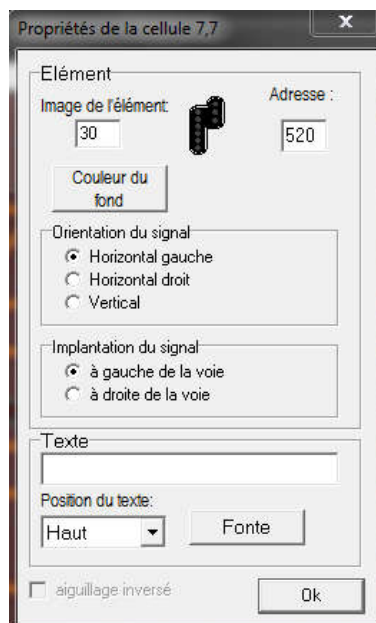 Propriétés de la cellule 7,7
x
Elément
Image de l'élément:
Adresse :
30
520
Couleur du
fond
Orientation du signal
Horizontal gauche
Horizontal droit
Vertical
Implantation du signal
à gauche de la voie
à droite de la voie
Texte
Position du texte:
Haut
Fonte
aiguillage inversé
Ok